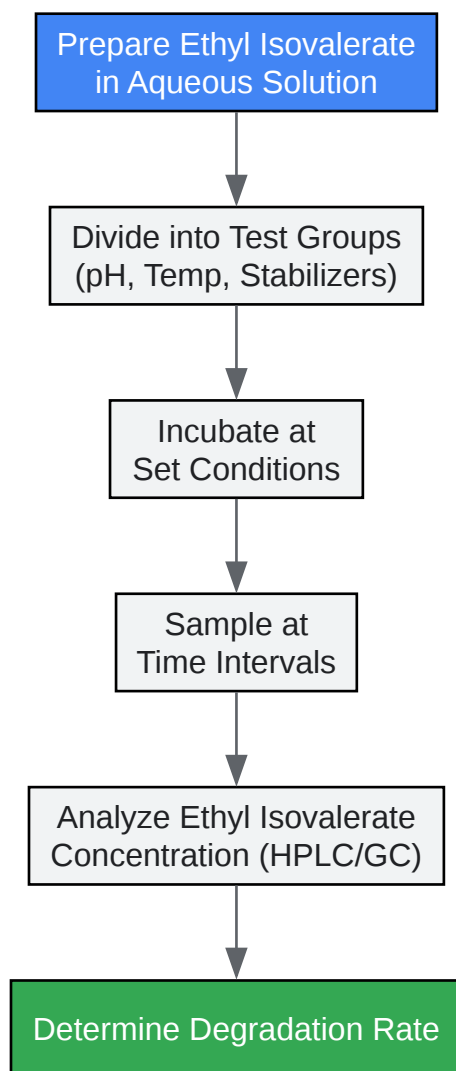 Prepare Ethyl Isovalerate
in Aqueous Solution
Divide into Test Groups
(pH, Temp, Stabilizers)
Incubate at
Set Conditions
Sample at
Time Intervals
Analyze Ethyl Isovalerate
Concentration (HPLC/GC)
Determine Degradation Rate